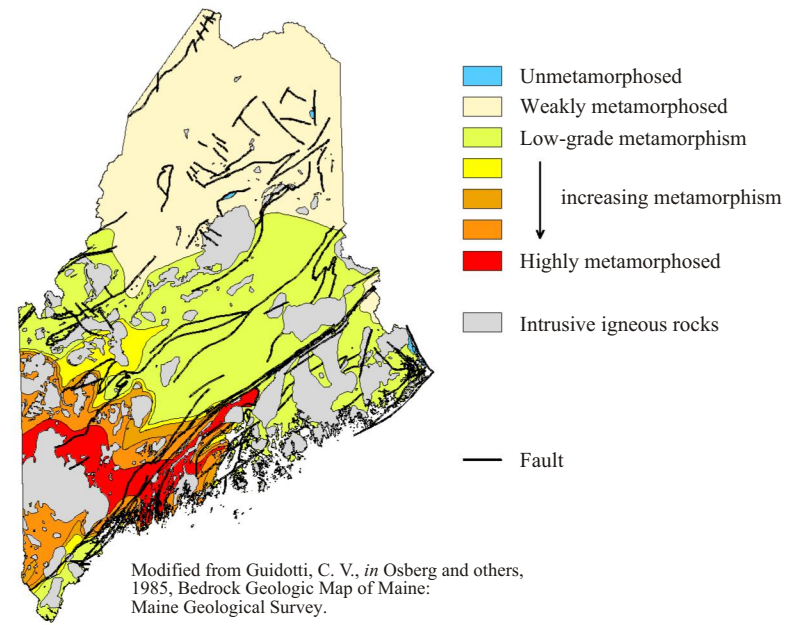 Unmetamorphosed
Weakly metamorphosed
Low-grade metamorphism
increasing metamorphism
Highly metamorphosed
Intrusive igneous rocks
Fault
Modified from Guidotti, C. V., in Osberg and others,
1985, Bedrock Geologic Map of Maine:
Maine Geological Survey.